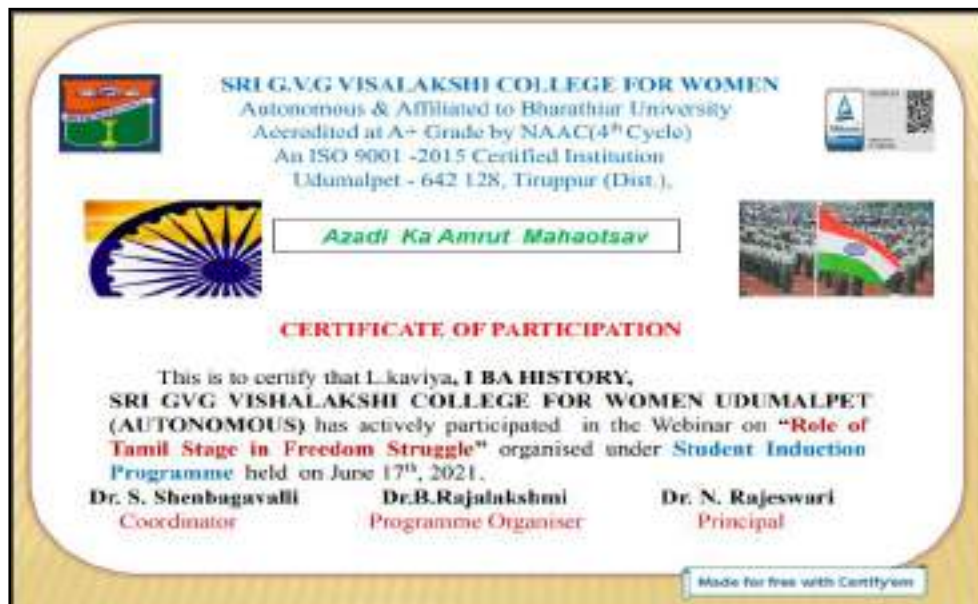 SRI G.V.G VISALAKSHI COLLEGE FOR WOMEN
Autonomous & Affiliated to Bharathiar University
Accredited at A+ Grade by NAAC(4th Cycle)
An ISO 9001 -2015 Certified Institution
Udumalpet - 642 128, Tiruppur (Dist.),
Azadi Ka Amrut Mahaotsav
CERTIFICATE OF PARTICIPATION
This is to certify that L.kaviya, I BA HISTORY,
SRI GVG VISHALAKSHI COLLEGE FOR WOMEN UDUMALPET
(AUTONOMOUS) has actively participated in the Webinar on “Role of
Tamil Stage in Freedom Struggle” organised under Student Induction
Programme held on June 17th, 2021.
Dr. S. Shenbagavalli Dr.B.Rajalakshmi Dr. N. Rajeswari
Coordinator Programme Organiser Principal
Made for free with Certify'em